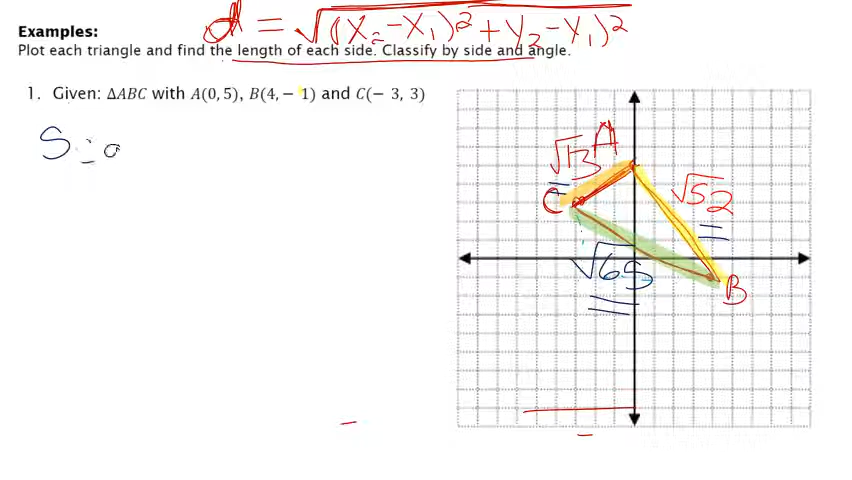 d = √(X₂ - X₁)² + Y₂ - Y₁)²
Examples:
Plot each triangle and find the length of each side. Classify by side and angle.
1. Given: ΔABC with A(0, 5), B(4, − 1) and C(− 3, 3)
A
√13
C
√52
√65
B